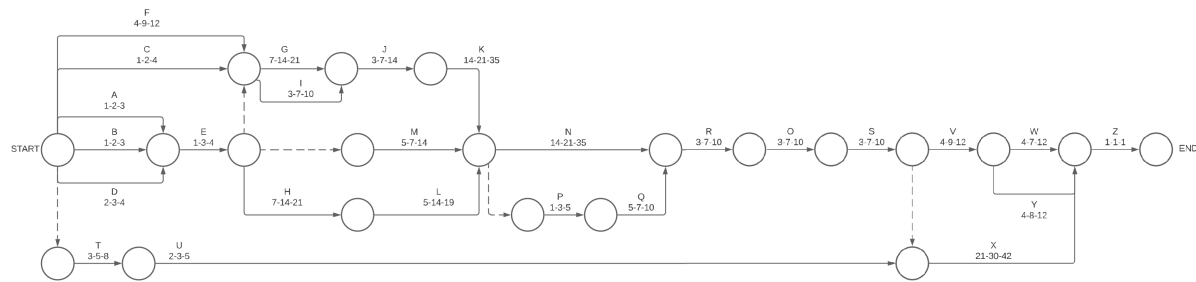 F
4-9-12
C
1-2-4
G
7-14-21
J
3-7-14
K
14-21-35
I
3-7-10
A
1-2-3
START
B
1-2-3
E
1-3-4
M
5-7-14
N
14-21-35
R
3-7-10
O
3-7-10
S
3-7-10
V
4-9-12
W
4-7-12
Z
1-1-1
END
D
2-3-4
H
7-14-21
L
5-14-19
P
1-3-5
Q
5-7-10
Y
4-8-12
T
3-5-8
U
2-3-5
X
21-30-42